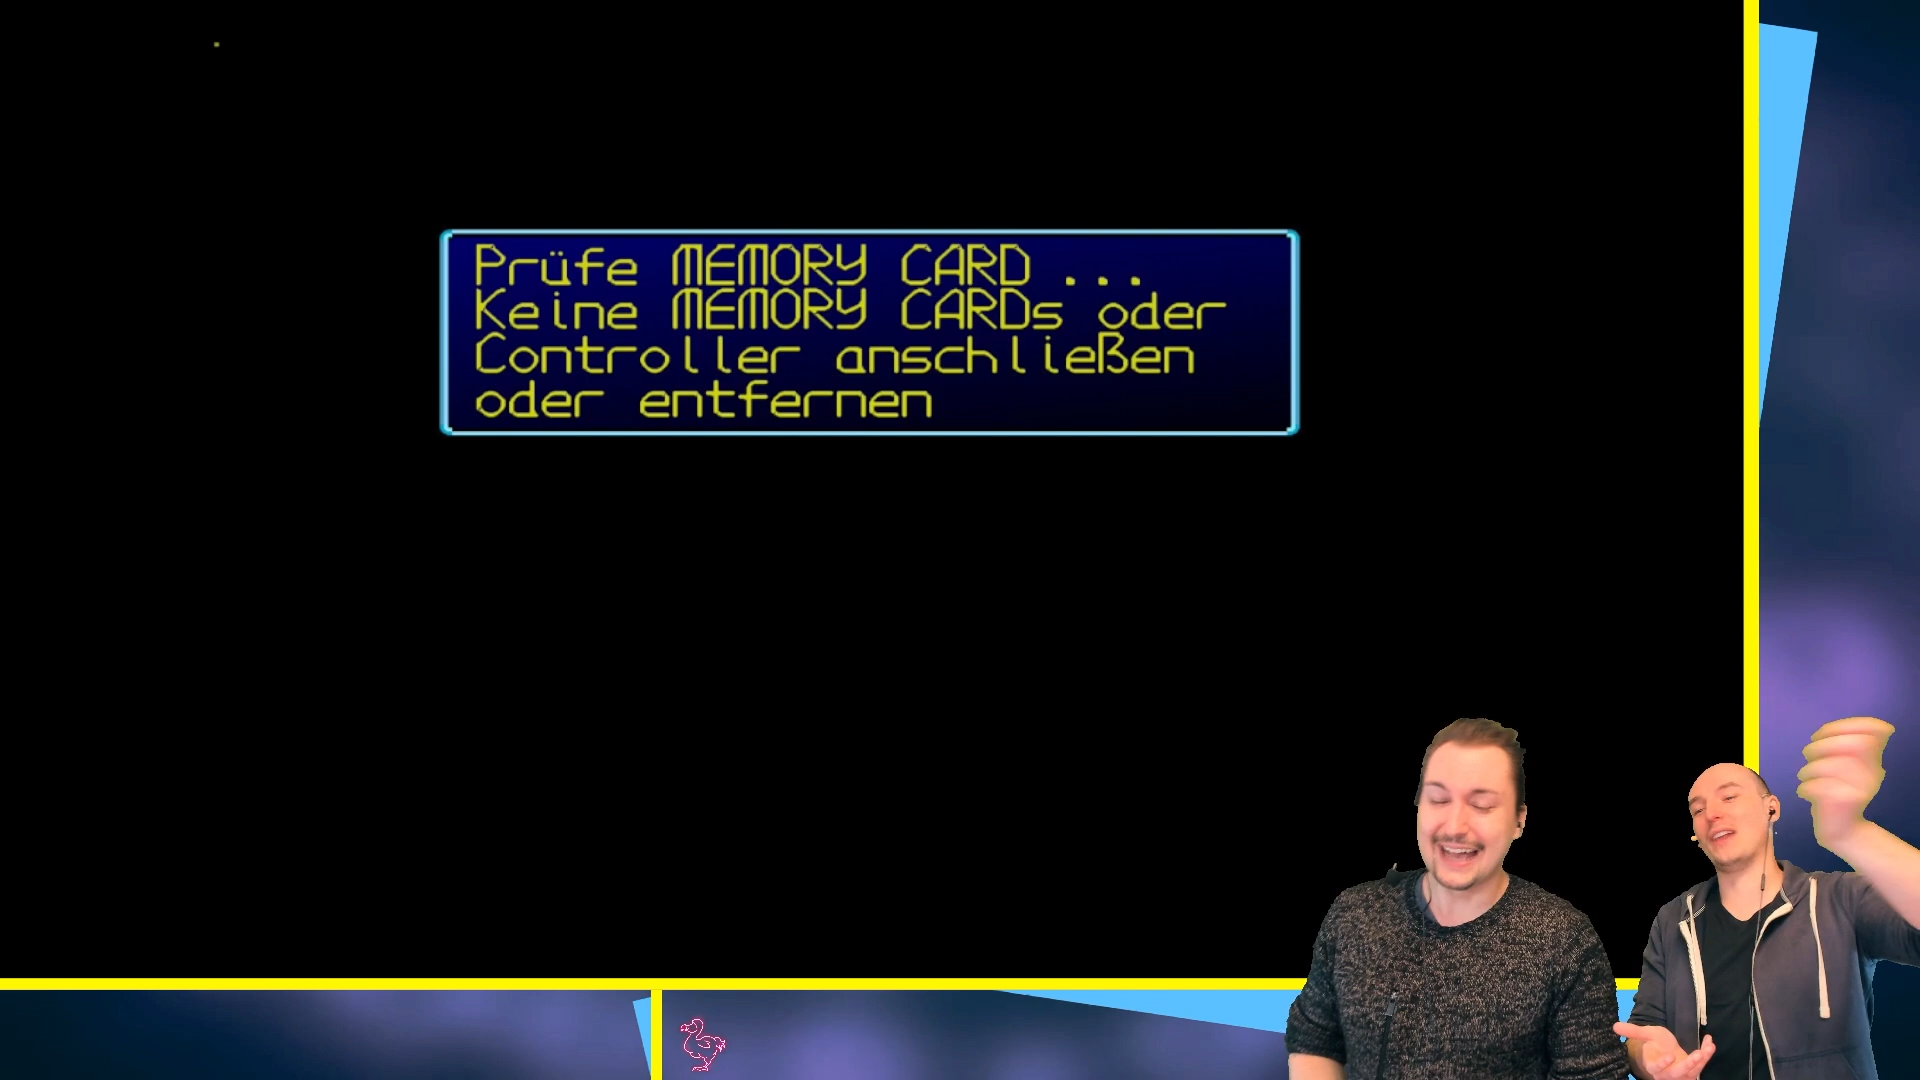 Prüfe MEMORY CARD ...
Keine MEMORY CARDs oder
Controller anschließen
oder entfernen